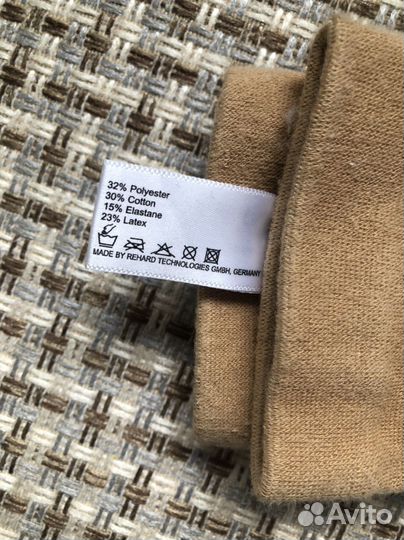 32% Polyester
30% Cotton
15% Elastane
23% Latex
MADE BY REHARD TECHNOLOGIES GMBH, GERMANY
Avito